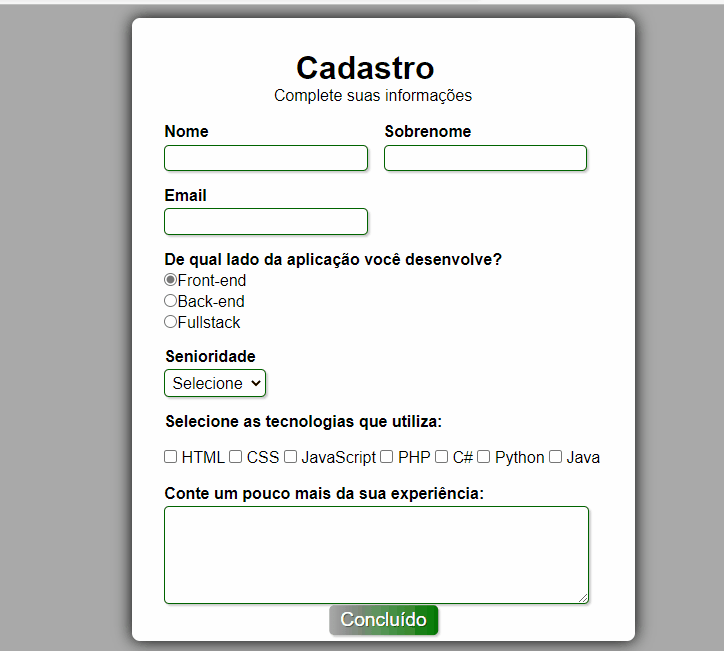 Cadastro
Complete suas informações
Nome Sobrenome
Email
De qual lado da aplicação você desenvolve?
Front-end
Back-end
Fullstack
Senioridade
Selecione
Selecione as tecnologias que utiliza:
HTML CSS JavaScript PHP C# Python Java
Conte um pouco mais da sua experiência:
Concluído